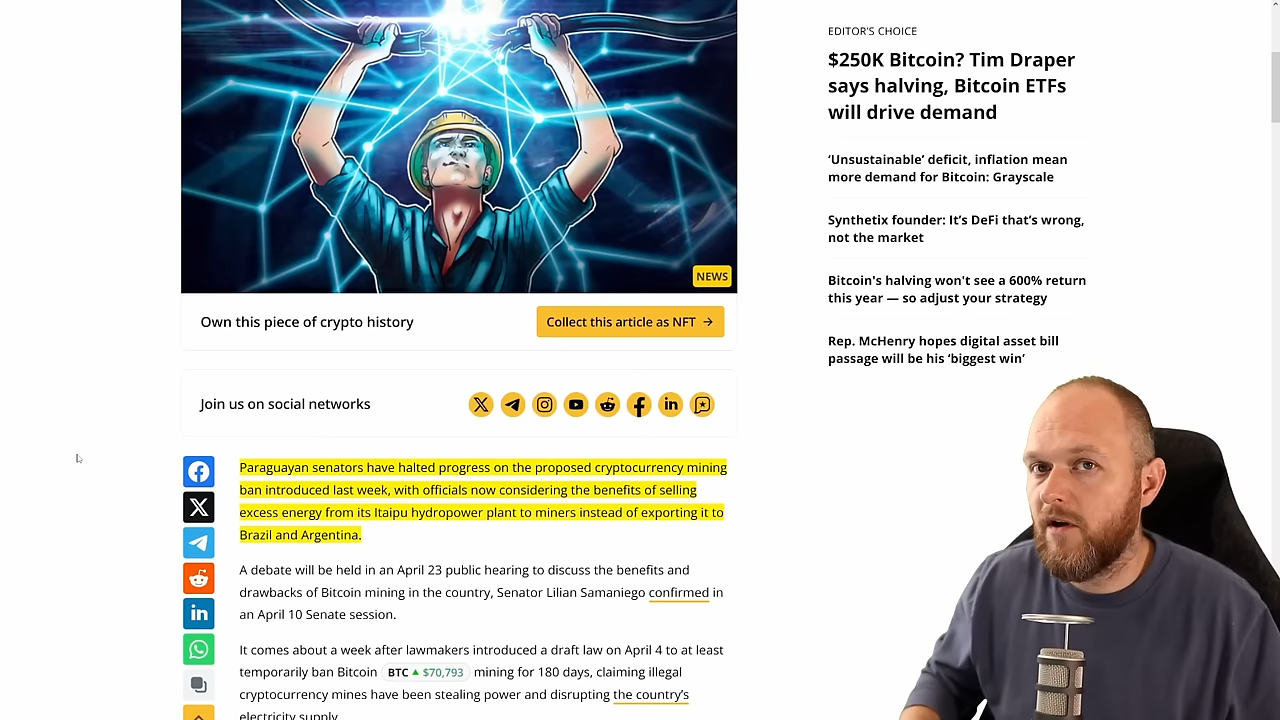 NEWS
Own this piece of crypto history
Collect this article as NFT →
Join us on social networks
Paraguayan senators have halted progress on the proposed cryptocurrency mining
ban introduced last week, with officials now considering the benefits of selling
excess energy from its Itaipu hydropower plant to miners instead of exporting it to
Brazil and Argentina.
A debate will be held in an April 23 public hearing to discuss the benefits and
drawbacks of Bitcoin mining in the country, Senator Lilian Samaniego confirmed in
an April 10 Senate session.
It comes about a week after lawmakers introduced a draft law on April 4 to at least
temporarily ban Bitcoin BTC ▲ $70,793 mining for 180 days, claiming illegal
cryptocurrency mines have been stealing power and disrupting the country’s
electricity supply.
EDITOR’S CHOICE
$250K Bitcoin? Tim Draper
says halving, Bitcoin ETFs
will drive demand
‘Unsustainable’ deficit, inflation mean
more demand for Bitcoin: Grayscale
Synthetix founder: It’s DeFi that’s wrong,
not the market
Bitcoin's halving won't see a 600% return
this year — so adjust your strategy
Rep. McHenry hopes digital asset bill
passage will be his ‘biggest win’